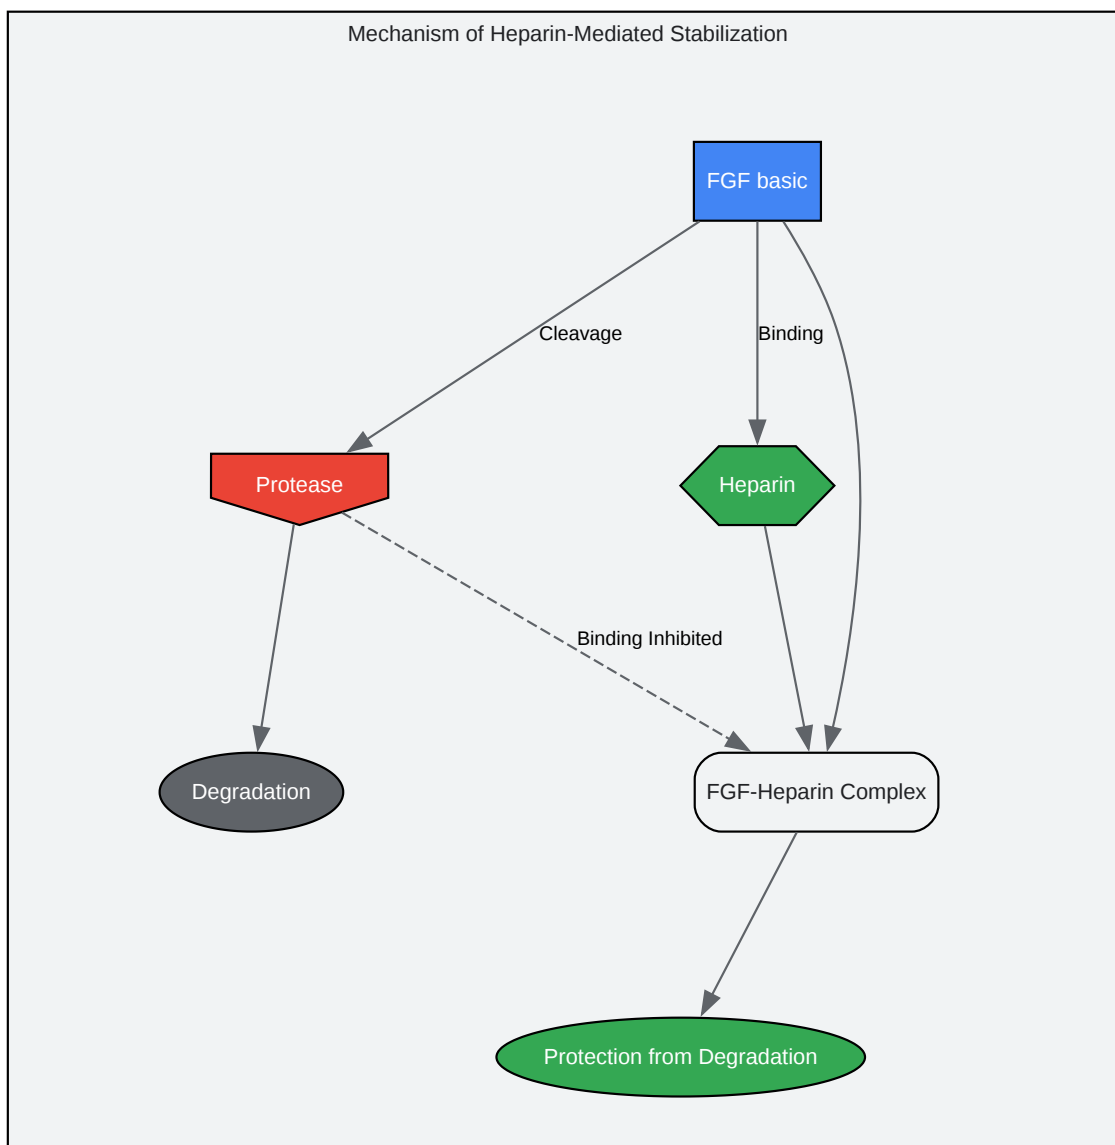 Mechanism of Heparin-Mediated Stabilization
FGF basic
Cleavage
Binding
Protease
Heparin
Binding Inhibited
Degradation
FGF-Heparin Complex
Protection from Degradation